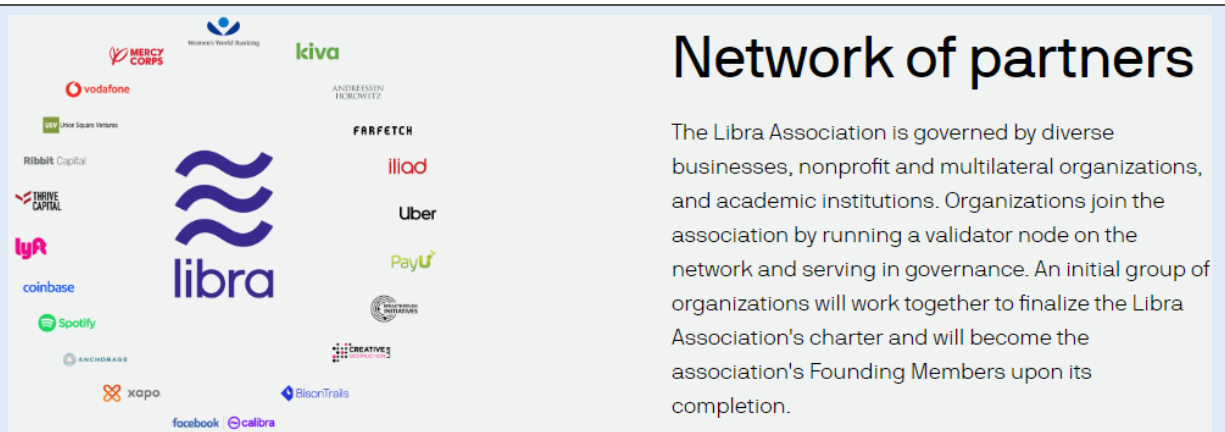 Women's World Banking
MERCY
CORPS
kiva
vodafone
ANDREESSEN
HOROWITZ
USV Union Square Ventures
FARFETCH
Ribbit Capital
iliad
THRIVE
CAPITAL
Uber
lyft
PayU
coinbase
BREAKTHROUGH
INITIATIVES
Spotify
CREATIVE
DESTRUCTION
ANCHORAGE
xapo
BisonTrails
facebook calibra
libra
Network of partners
The Libra Association is governed by diverse
businesses, nonprofit and multilateral organizations,
and academic institutions. Organizations join the
association by running a validator node on the
network and serving in governance. An initial group of
organizations will work together to finalize the Libra
Association's charter and will become the
association's Founding Members upon its
completion.